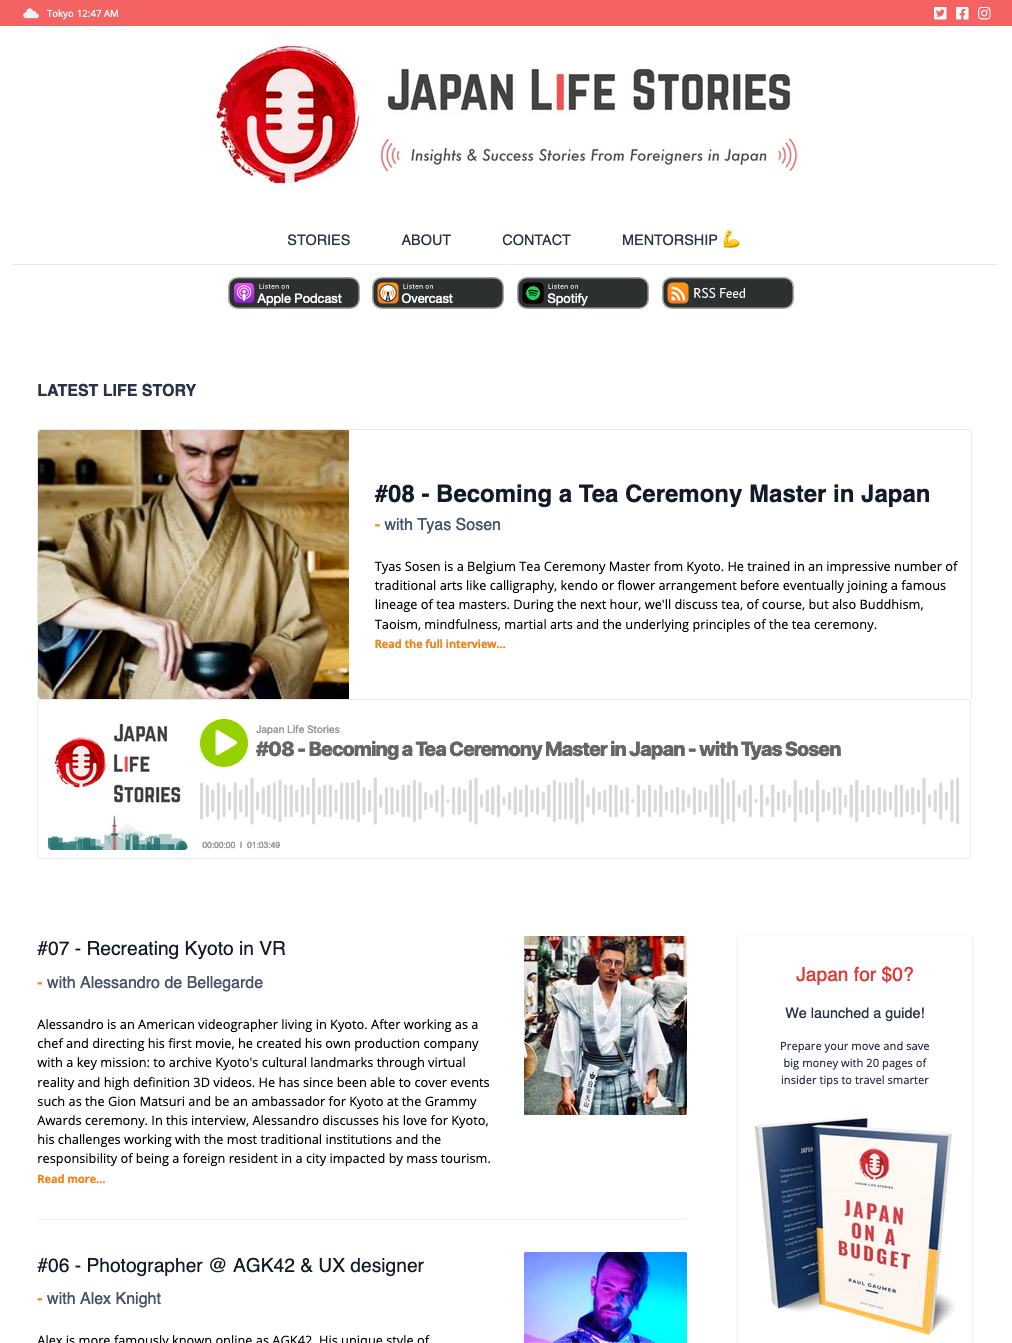 Tokyo 12:47 AM
JAPAN LIFE STORIES
Insights & Success Stories From Foreigners in Japan
STORIES
ABOUT
CONTACT
MENTORSHIP 💪
Listen on
Apple Podcast
Listen on
Overcast
Listen on
Spotify
RSS Feed
LATEST LIFE STORY
#08 - Becoming a Tea Ceremony Master in Japan
- with Tyas Sosen
Tyas Sosen is a Belgium Tea Ceremony Master from Kyoto. He trained in an impressive number of
traditional arts like calligraphy, kendo or flower arrangement before eventually joining a famous
lineage of tea masters. During the next hour, we'll discuss tea, of course, but also Buddhism,
Taoism, mindfulness, martial arts and the underlying principles of the tea ceremony.
Read the full interview...
JAPAN
LIFE
STORIES
Japan Life Stories
#08 - Becoming a Tea Ceremony Master in Japan - with Tyas Sosen
00:00:00 | 01:03:49
#07 - Recreating Kyoto in VR
- with Alessandro de Bellegarde
Alessandro is an American videographer living in Kyoto. After working as a
chef and directing his first movie, he created his own production company
with a key mission: to archive Kyoto's cultural landmarks through virtual
reality and high definition 3D videos. He has since been able to cover events
such as the Gion Matsuri and be an ambassador for Kyoto at the Grammy
Awards ceremony. In this interview, Alessandro discusses his love for Kyoto,
his challenges working with the most traditional institutions and the
responsibility of being a foreign resident in a city impacted by mass tourism.
Read more...
#06 - Photographer @ AGK42 & UX designer
- with Alex Knight
Alex is more famously known online as AGK42. His unique style of
Japan for $0?
We launched a guide!
Prepare your move and save
big money with 20 pages of
insider tips to travel smarter
JAPAN LIFE STORIES
JAPAN
ON A
BUDGET
BY
PAUL GAUMER